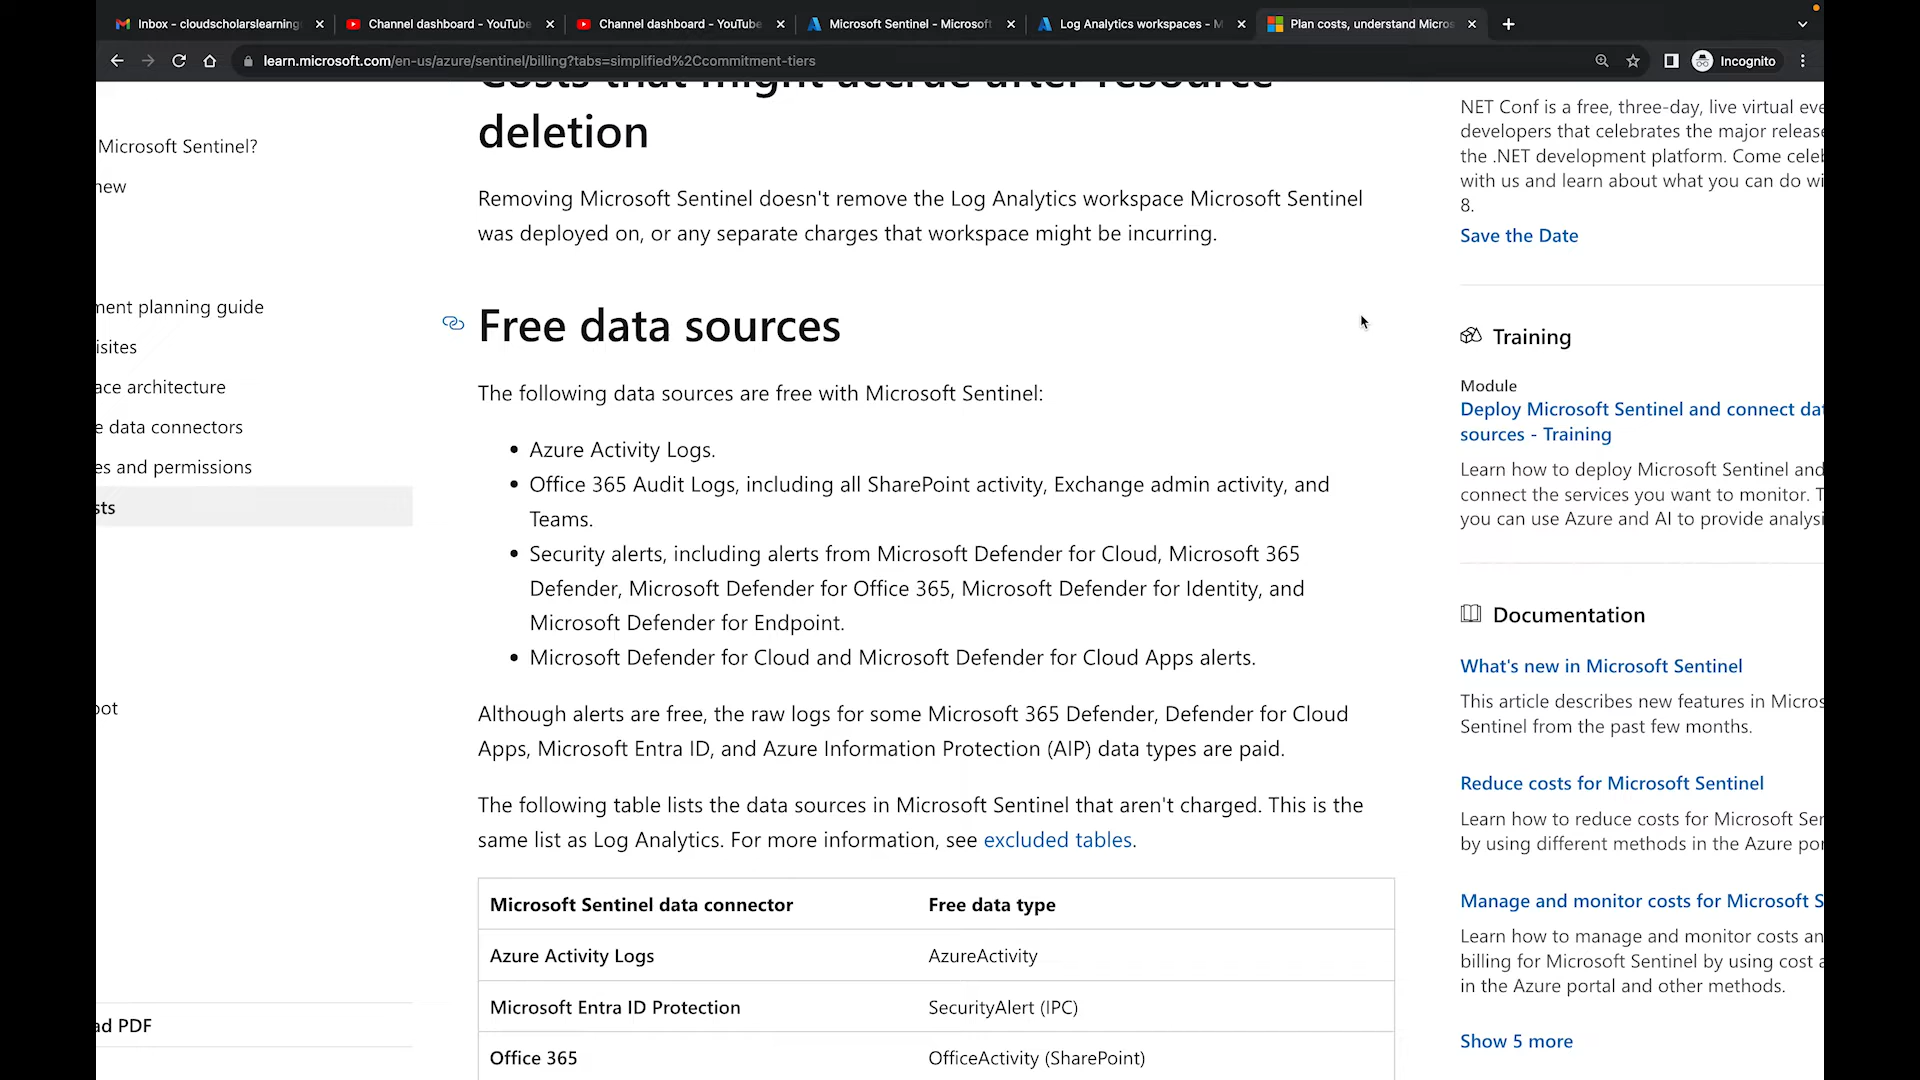 Inbox - cloudscholarslearning
Channel dashboard - YouTube
Channel dashboard - YouTube
Microsoft Sentinel - Microsoft
Log Analytics workspaces - M
Plan costs, understand Micros
learn.microsoft.com/en-us/azure/sentinel/billing?tabs=simplified%2Ccommitment-tiers
Incognito
Microsoft Sentinel?
new
ment planning guide
isites
ace architecture
e data connectors
es and permissions
sts
oot
ad PDF
Costs that might accrue after resource
deletion
Removing Microsoft Sentinel doesn't remove the Log Analytics workspace Microsoft Sentinel
was deployed on, or any separate charges that workspace might be incurring.
Free data sources
The following data sources are free with Microsoft Sentinel:
• Azure Activity Logs.
• Office 365 Audit Logs, including all SharePoint activity, Exchange admin activity, and
Teams.
• Security alerts, including alerts from Microsoft Defender for Cloud, Microsoft 365
Defender, Microsoft Defender for Office 365, Microsoft Defender for Identity, and
Microsoft Defender for Endpoint.
• Microsoft Defender for Cloud and Microsoft Defender for Cloud Apps alerts.
Although alerts are free, the raw logs for some Microsoft 365 Defender, Defender for Cloud
Apps, Microsoft Entra ID, and Azure Information Protection (AIP) data types are paid.
The following table lists the data sources in Microsoft Sentinel that aren't charged. This is the
same list as Log Analytics. For more information, see excluded tables.
Microsoft Sentinel data connector Free data type
Azure Activity Logs AzureActivity
Microsoft Entra ID Protection SecurityAlert (IPC)
Office 365 OfficeActivity (SharePoint)
NET Conf is a free, three-day, live virtual eve
developers that celebrates the major release
the .NET development platform. Come celeb
with us and learn about what you can do wi
8.
Save the Date
Training
Module
Deploy Microsoft Sentinel and connect dat
sources - Training
Learn how to deploy Microsoft Sentinel and
connect the services you want to monitor. T
you can use Azure and AI to provide analysi
Documentation
What's new in Microsoft Sentinel
This article describes new features in Micros
Sentinel from the past few months.
Reduce costs for Microsoft Sentinel
Learn how to reduce costs for Microsoft Ser
by using different methods in the Azure por
Manage and monitor costs for Microsoft S
Learn how to manage and monitor costs an
billing for Microsoft Sentinel by using cost a
in the Azure portal and other methods.
Show 5 more